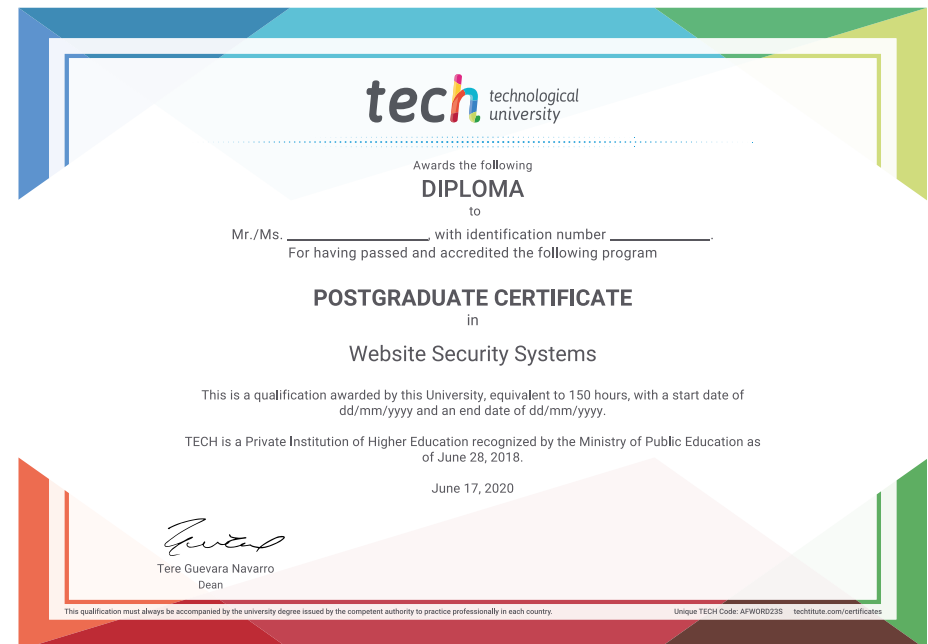 tech technological
university
Awards the following
DIPLOMA
to
Mr./Ms. ____________________, with identification number ______________.
For having passed and accredited the following program
POSTGRADUATE CERTIFICATE
in
Website Security Systems
This is a qualification awarded by this University, equivalent to 150 hours, with a start date of
dd/mm/yyyy and an end date of dd/mm/yyyy.
TECH is a Private Institution of Higher Education recognized by the Ministry of Public Education as
of June 28, 2018.
June 17, 2020
Tere Guevara Navarro
Dean
This qualification must always be accompanied by the university degree issued by the competent authority to practice professionally in each country. Unique TECH Code: AFWORD23S techtitute.com/certificates